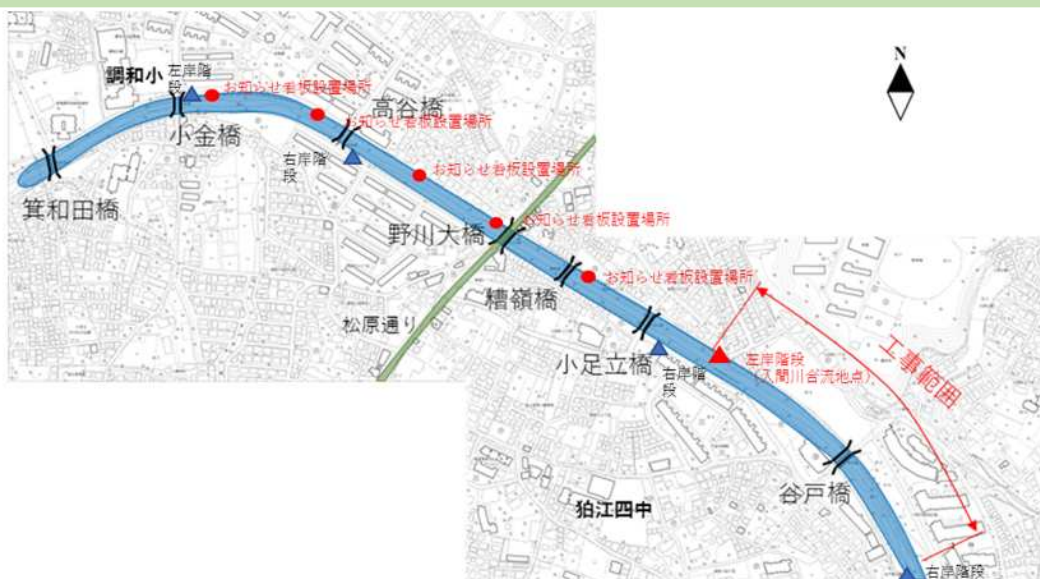 調和小
左岸階
段
お知らせ看板設置場所
小金橋
お知らせ看板設置場所
高谷橋
右岸階
段
お知らせ看板設置場所
箕和田橋
お知らせ看板設置場所
野川大橋
お知らせ看板設置場所
糟嶺橋
松原通り
小足立橋
右岸階
段
左岸階段
(入間川合流地点)
工事範囲
谷戸橋
狛江四中
右岸階段
N